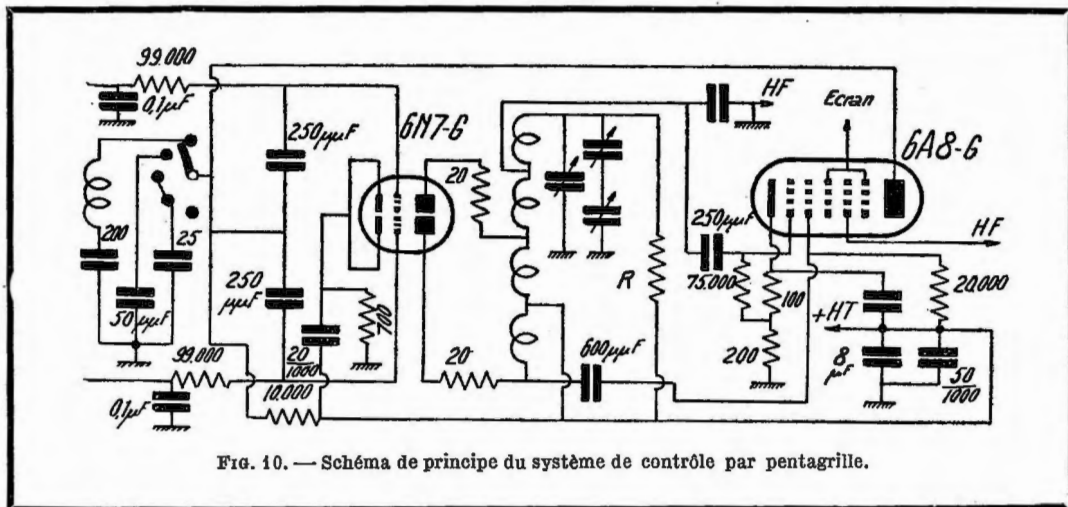 99.000
0,1µF
250µµF
6N7-G
HF
Ecran
6A8-G
20
250µµF
HF
200
25
250
µµF
50µµF
R
75.000
100
20.000
+HT
700
99.000
20
1000
20
600µµF
200
8
µF
50
1000
10.000
0,1µF
FIG. 10. — Schéma de principe du système de contrôle par pentagrille.